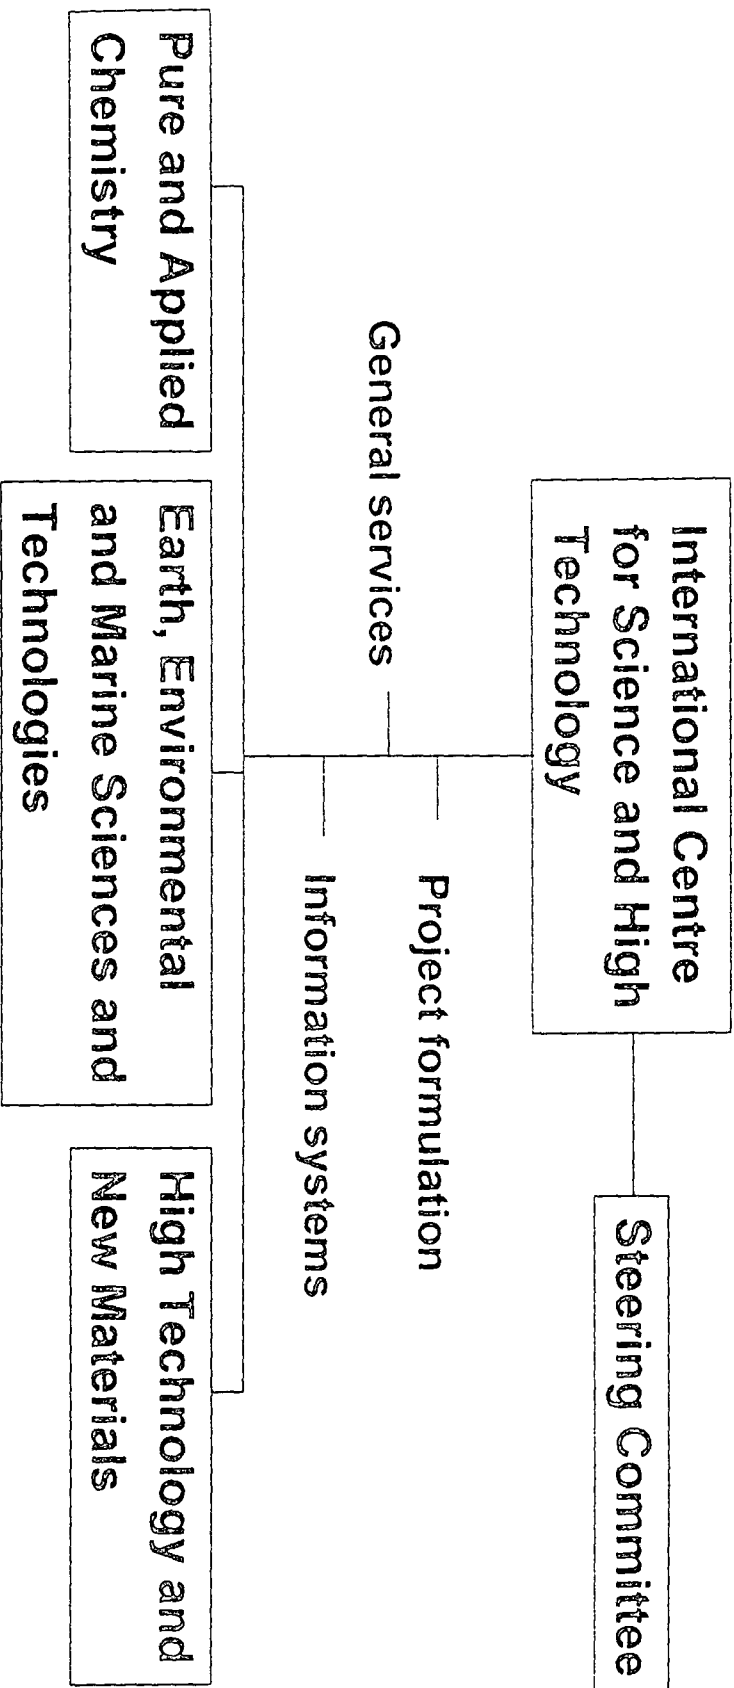 International Centre
for Science and High
Technology
Steering Committee
General services
Project formulation
Information systems
Pure and Applied
Chemistry
Earth, Environmental
and Marine Sciences and
Technologies
High Technology and
New Materials